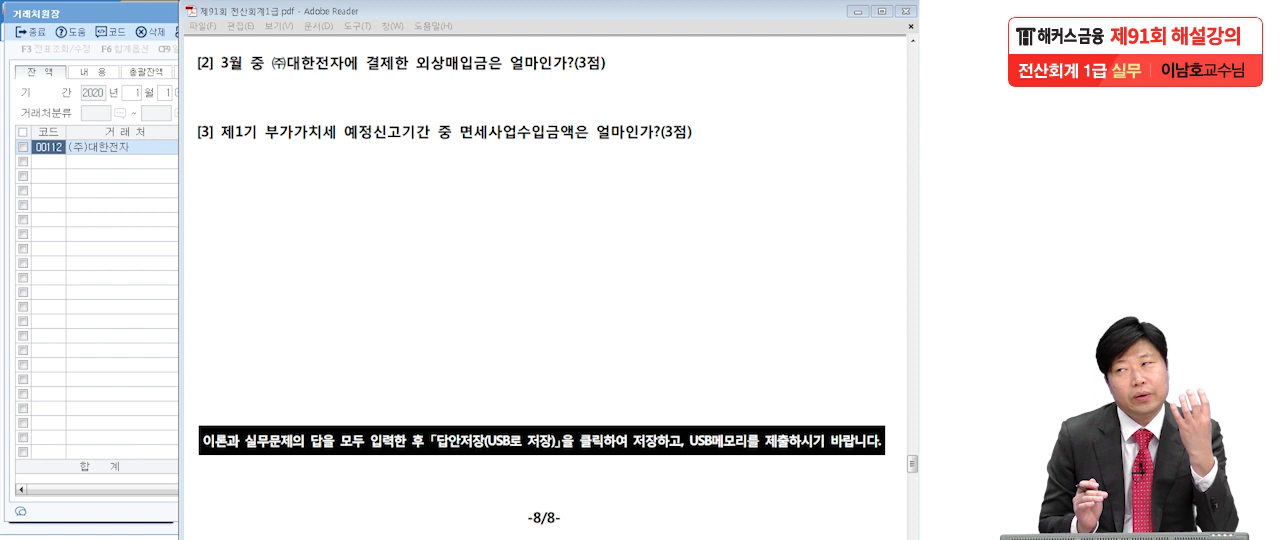 거래처원장
종료 도움 코드 삭제
F3 전표조회/수정 F6 합계옵션 CF9
잔 액 내 용 총괄잔액
기 간 2020 년 1 월 1
거래처분류 -
코드 거 래 처
00112 (주)대한전자
합 계
제91회 전산회계1급.pdf - Adobe Reader
파일(F) 편집(E) 보기(V) 문서(D) 도구(T) 창(W) 도움말(H)
[2] 3월 중 ㈜대한전자에 결제한 외상매입금은 얼마인가?(3점)
[3] 제1기 부가가치세 예정신고기간 중 면세사업수입금액은 얼마인가?(3점)
이론과 실무문제의 답을 모두 입력한 후 「답안저장(USB로 저장)」을 클릭하여 저장하고, USB메모리를 제출하시기 바랍니다.
-8/8-
해커스금융 제91회 해설강의
전산회계 1급 실무 이남호교수님